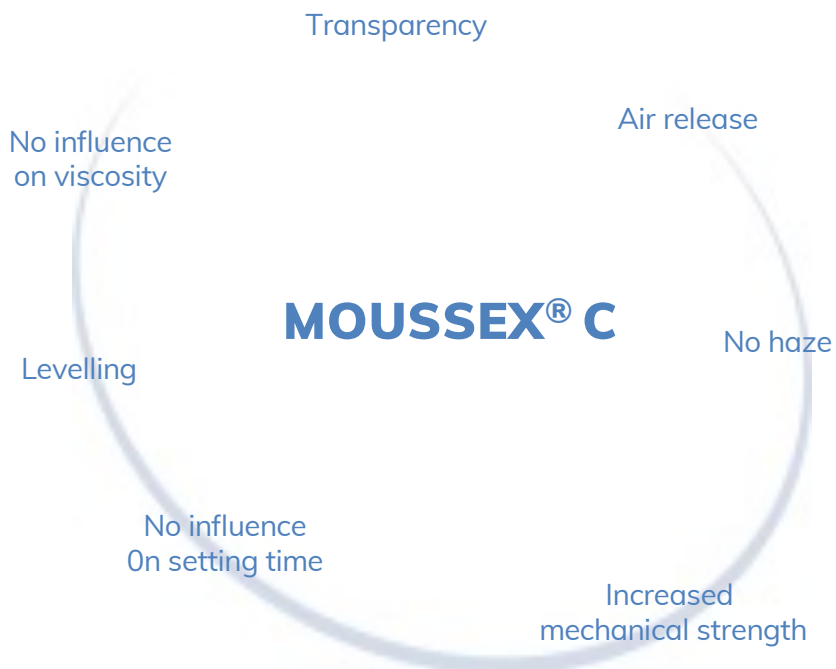 Transparency
Air release
No influence
on viscosity
MOUSSEX® C
No haze
Levelling
No influence
0n setting time
Increased
mechanical strength